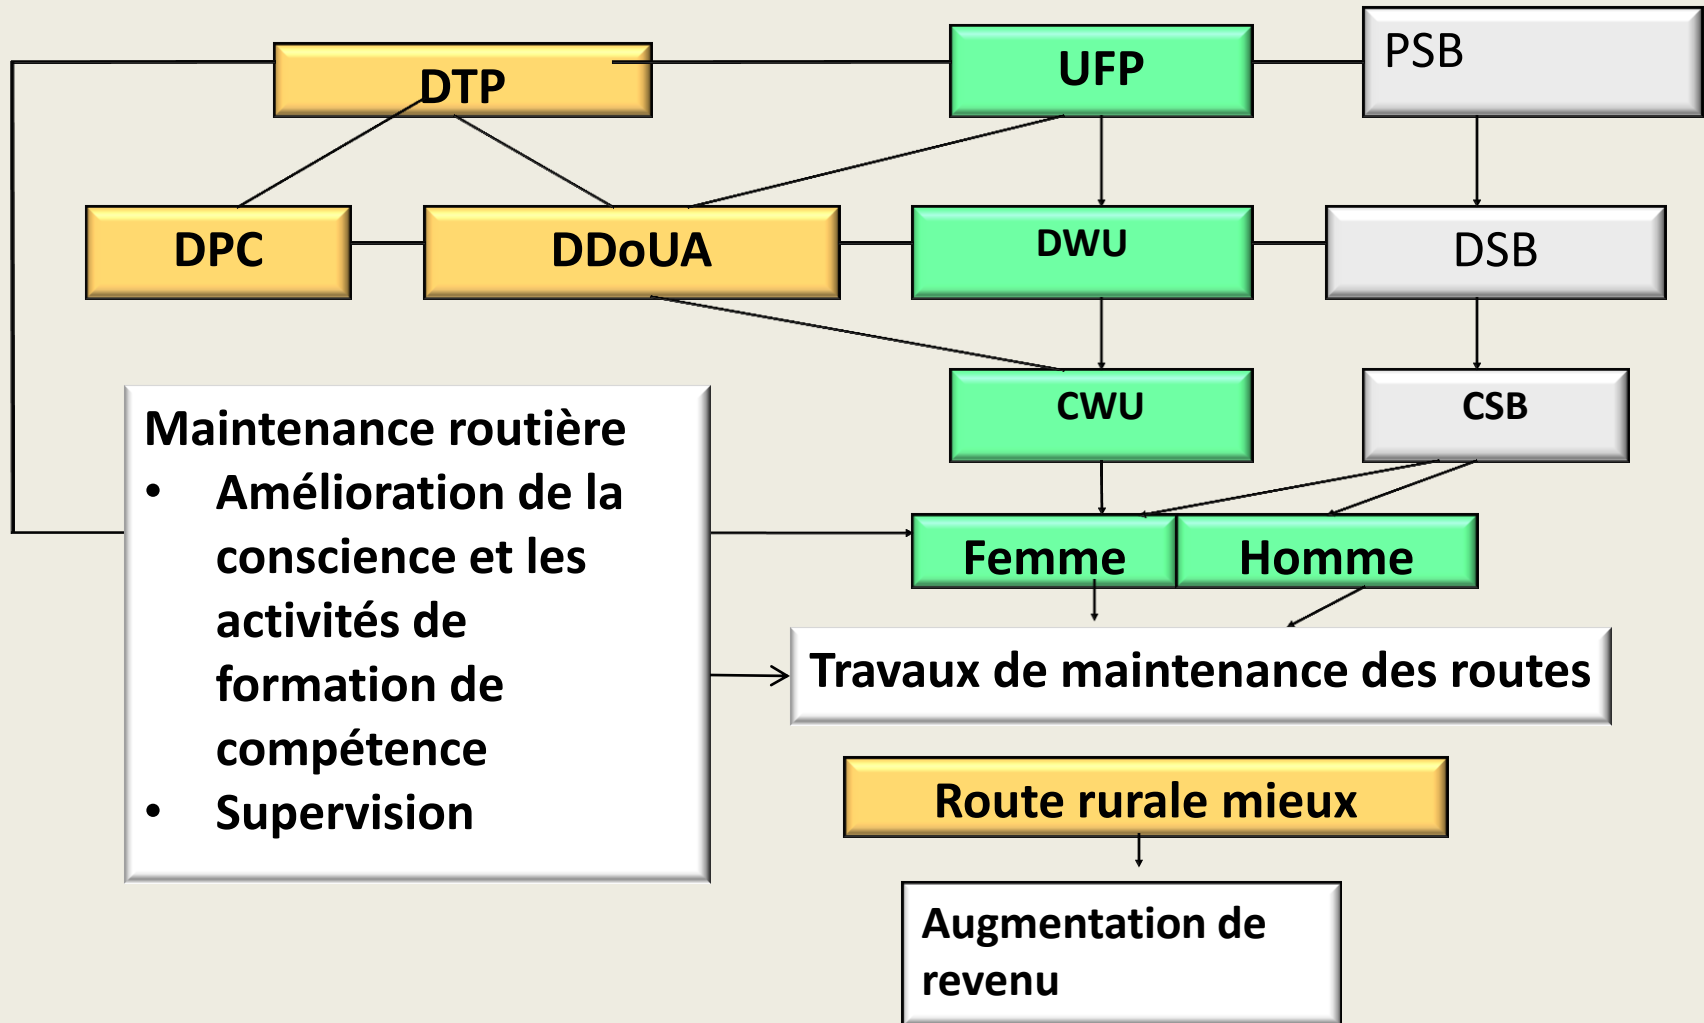 DTP
UFP
PSB
DPC
DDoUA
DWU
DSB
CWU
CSB
Maintenance routière
• Amélioration de la
conscience et les
activités de
formation de
compétence
• Supervision
Femme
Homme
Travaux de maintenance des routes
Route rurale mieux
Augmentation de
revenu